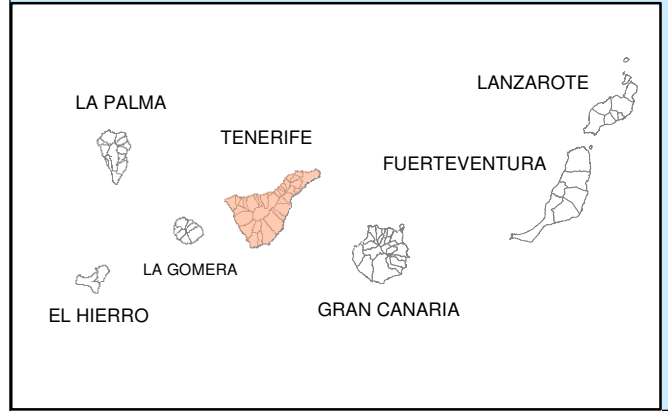 LANZAROTE
LA PALMA
TENERIFE
FUERTEVENTURA
LA GOMERA
GRAN CANARIA
EL HIERRO